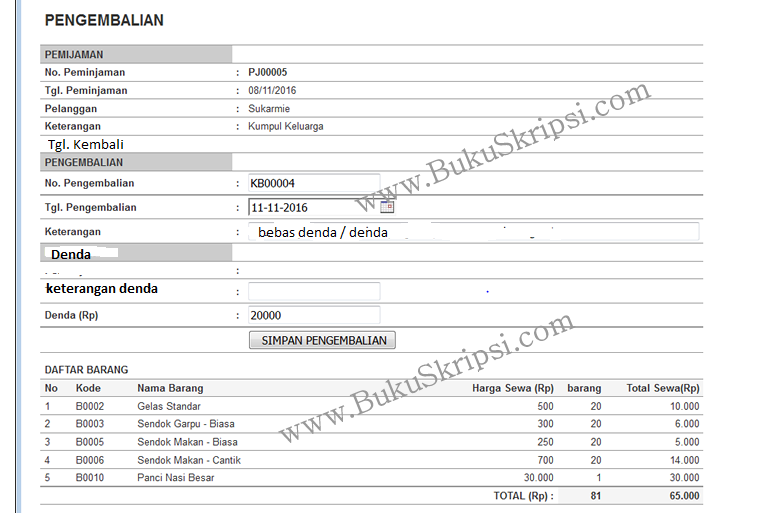 PENGEMBALIAN
PEMIJAMAN
No. Peminjaman : PJ00005
Tgl. Peminjaman : 08/11/2016
Pelanggan : Sukarmie
Keterangan : Kumpul Keluarga
Tgl. Kembali
PENGEMBALIAN
No. Pengembalian : KB00004
Tgl. Pengembalian : 11-11-2016
Keterangan : bebas denda / denda
Denda
:
keterangan denda :
Denda (Rp) : 20000
SIMPAN PENGEMBALIAN
www.BukuSkripsi.com
DAFTAR BARANG
No Kode Nama Barang Harga Sewa (Rp) barang Total Sewa(Rp)
1 B0002 Gelas Standar 500 20 10.000
2 B0003 Sendok Garpu - Biasa 300 20 6.000
3 B0005 Sendok Makan - Biasa 250 20 5.000
4 B0006 Sendok Makan - Cantik 700 20 14.000
5 B0010 Panci Nasi Besar 30.000 1 30.000
TOTAL (Rp) : 81 65.000
www.BukuSkripsi.com